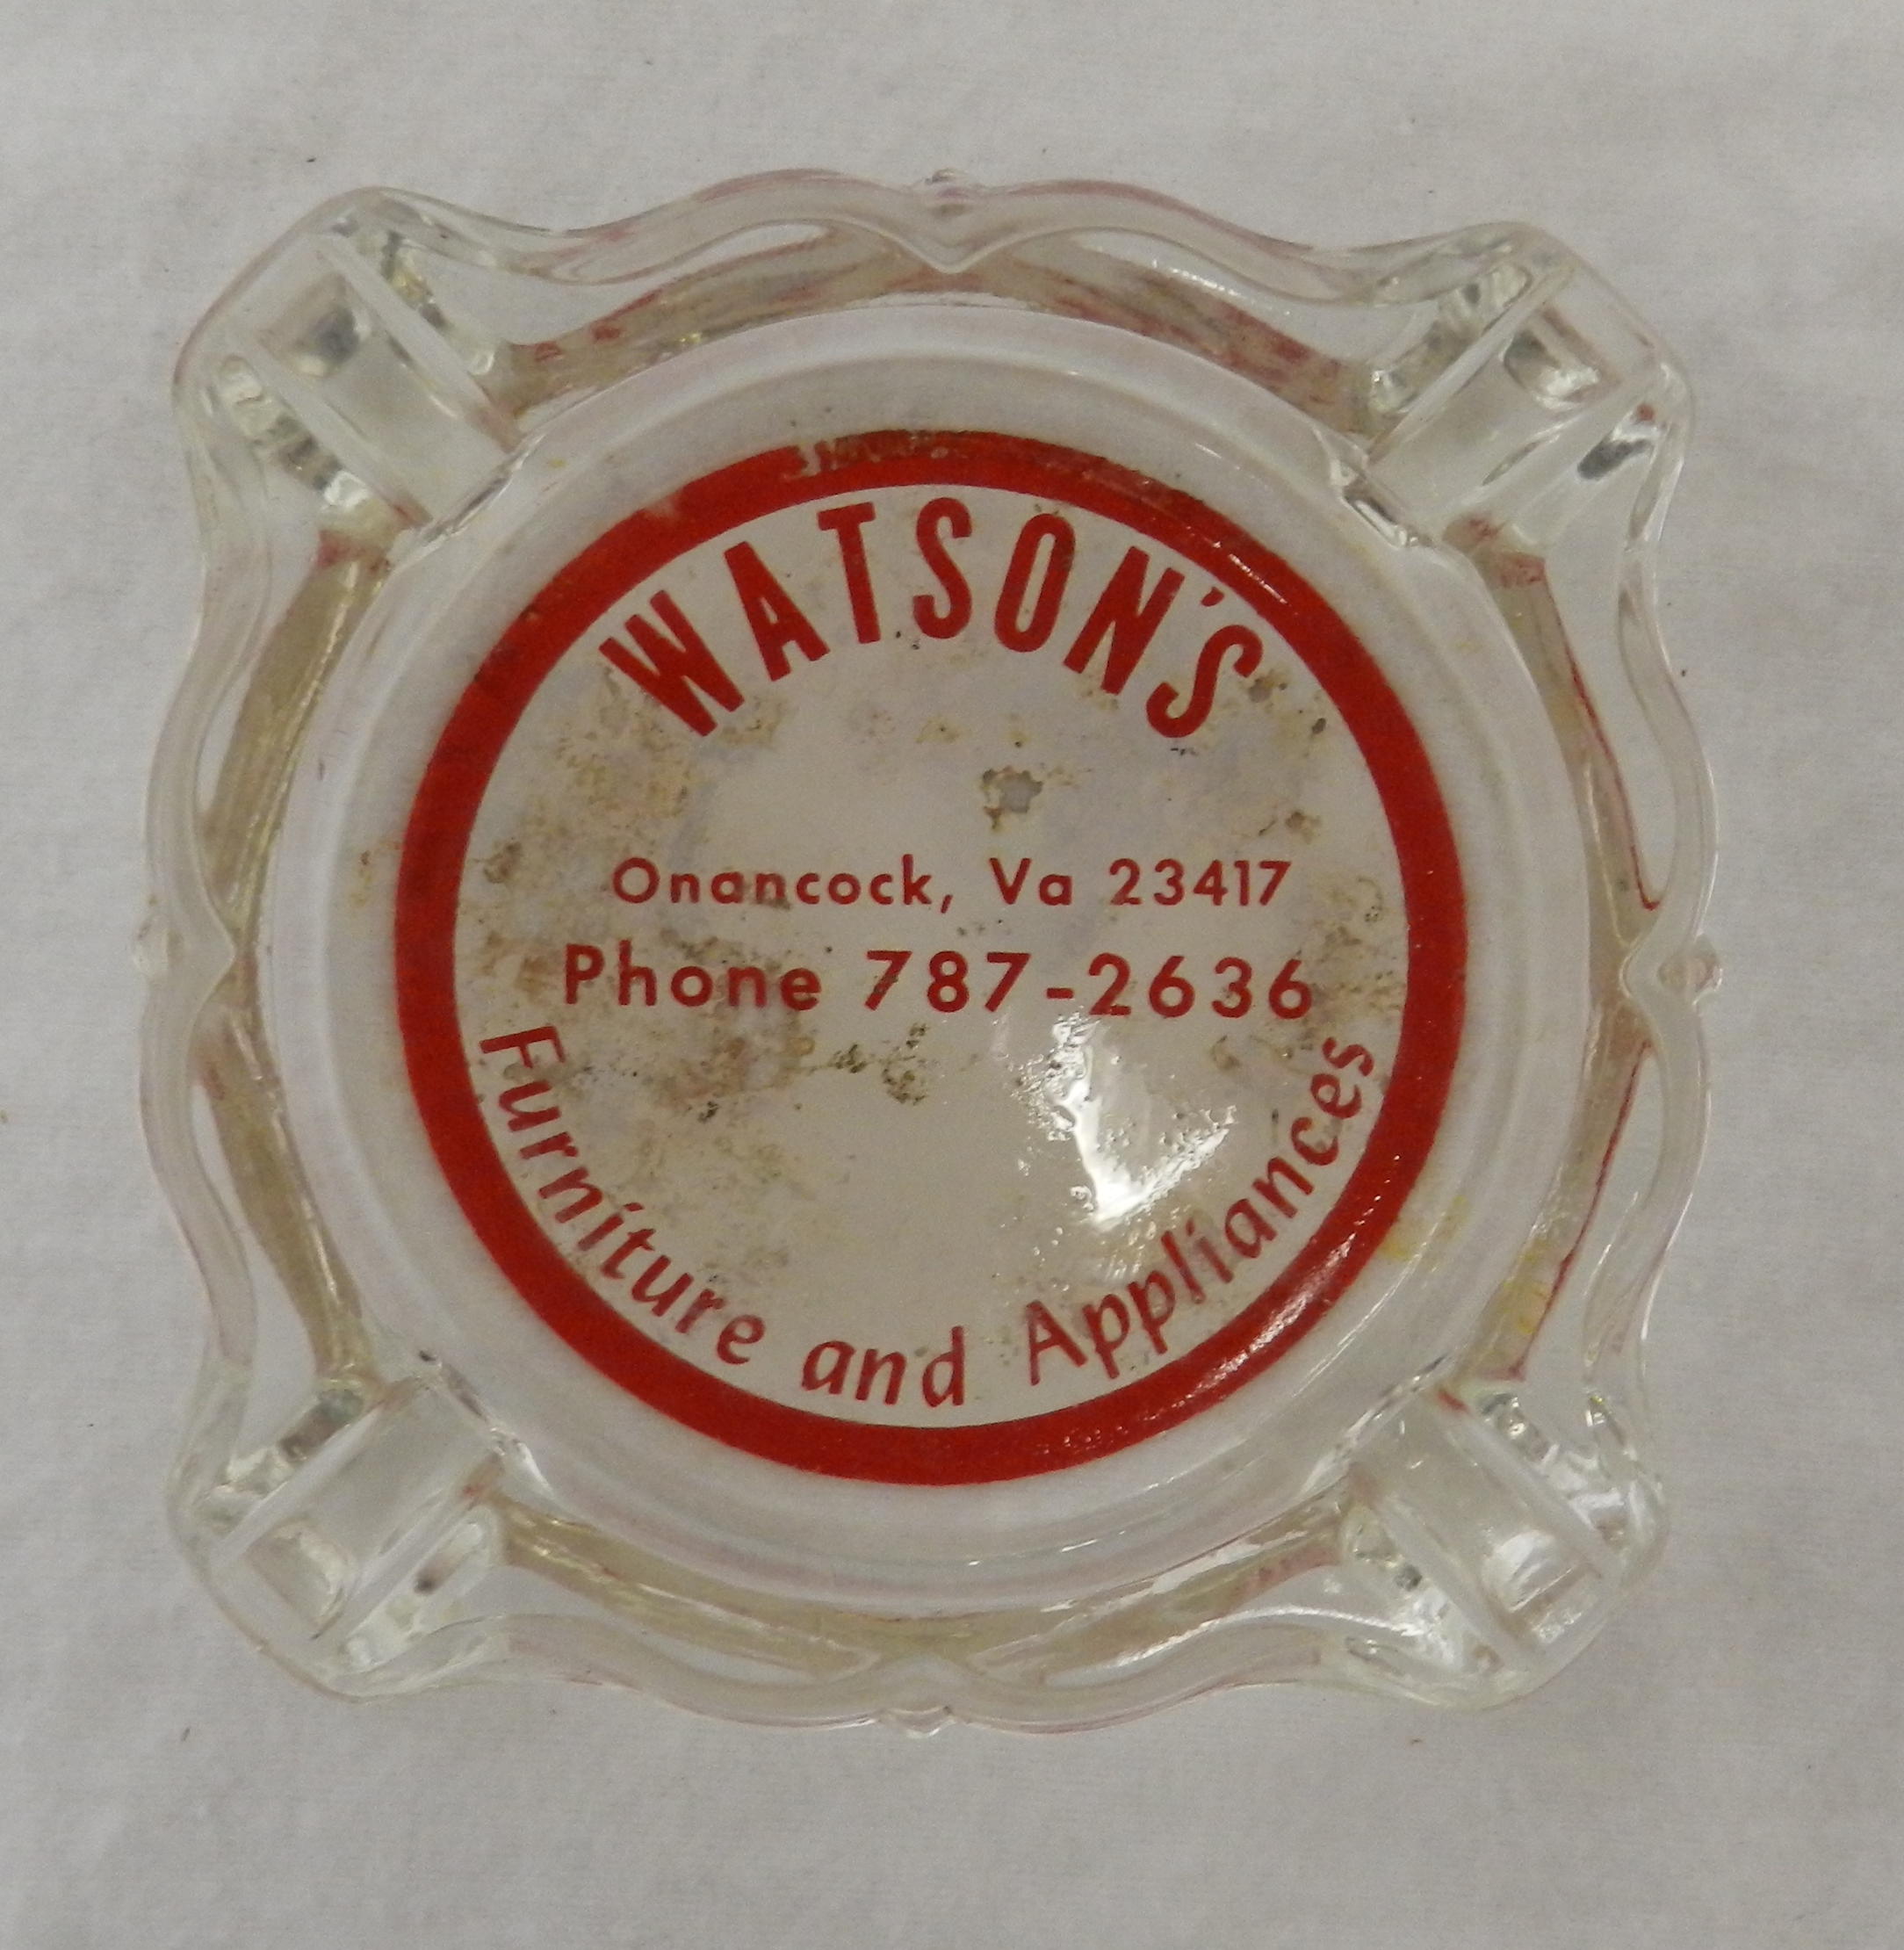 WATSON'S
Onancock, Va 23417
Phone 787-2636
Furniture and Appliances